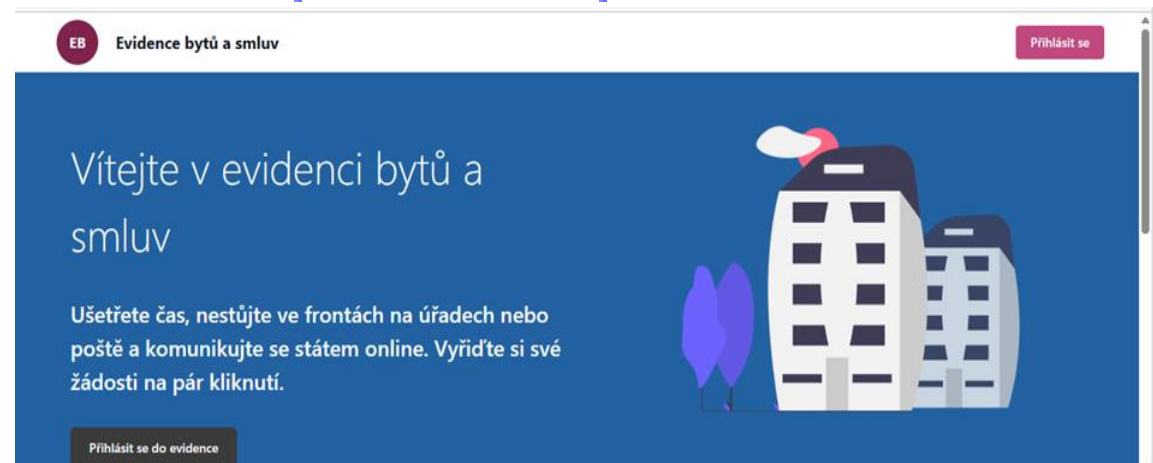 EB
Evidence bytů a smluv
Přihlásit se
Vítejte v evidenci bytů a
smluv
Ušetřete čas, nestůjte ve frontách na úřadech nebo
poště a komunikujte se státem online. Vyřiďte si své
žádosti na pár kliknutí.
Přihlásit se do evidence